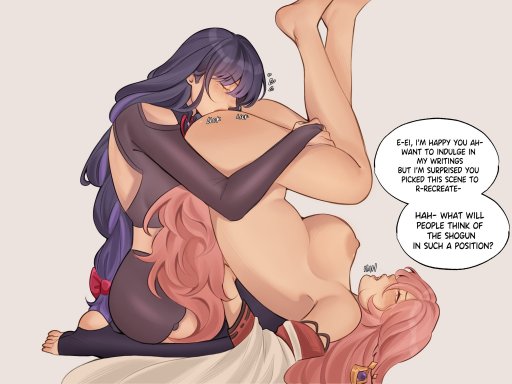 E-EI, I'M HAPPY YOU AH-
WANT TO INDULGE IN
MY WRITINGS
BUT I'M SURPRISED YOU
PICKED THIS SCENE TO
R-RECREATE-
HAH- WHAT WILL
PEOPLE THINK OF
THE SHOGUN
IN SUCH A POSITION?